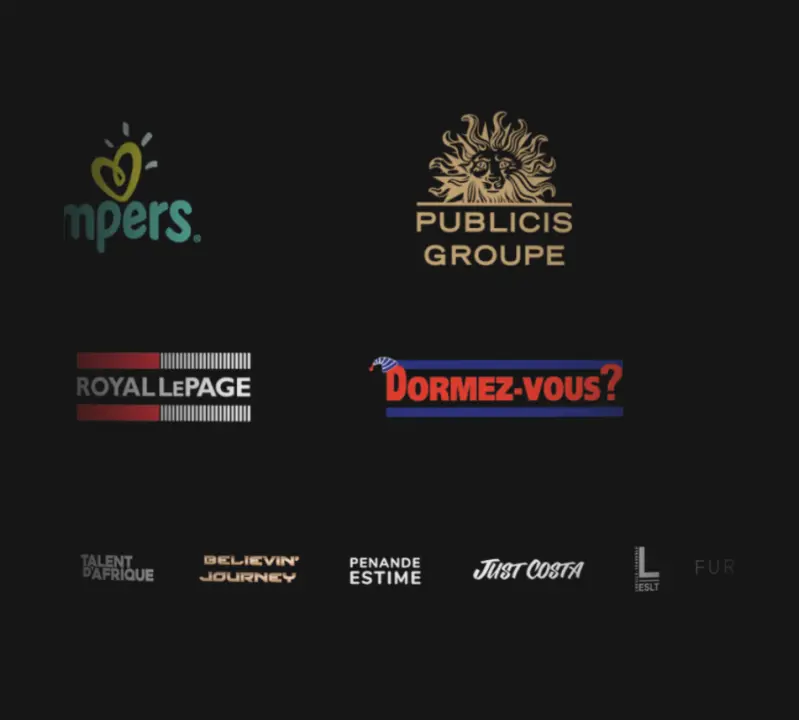 mpers.
PUBLICIS
GROUPE
ROYAL LEPAGE
DORMEZ-VOUS?
TALENT
D'AFRIQUE
BELIEVIN'
JOURNEY
PENANDE
ESTIME
JUST COSTA
L
ESLT
FUR